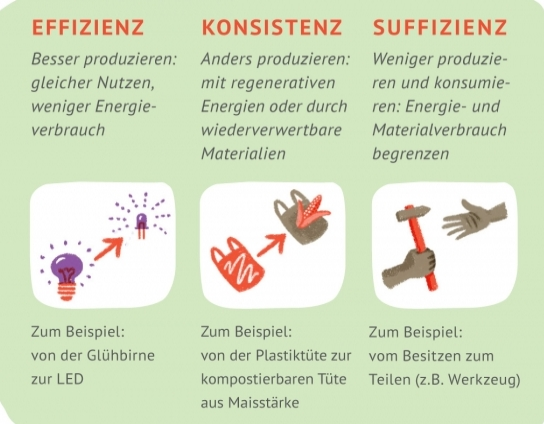 EFFIZIENZ
Besser produzieren:
gleicher Nutzen,
weniger Energie-
verbrauch
Zum Beispiel:
von der Glühbirne
zur LED
KONSISTENZ
Anders produzieren:
mit regenerativen
Energien oder durch
wiederverwertbare
Materialien
Zum Beispiel:
von der Plastiktüte zur
kompostierbaren Tüte
aus Maisstärke
SUFFIZIENZ
Weniger produzie-
ren und konsumie-
ren: Energie- und
Materialverbrauch
begrenzen
Zum Beispiel:
vom Besitzen zum
Teilen (z.B. Werkzeug)